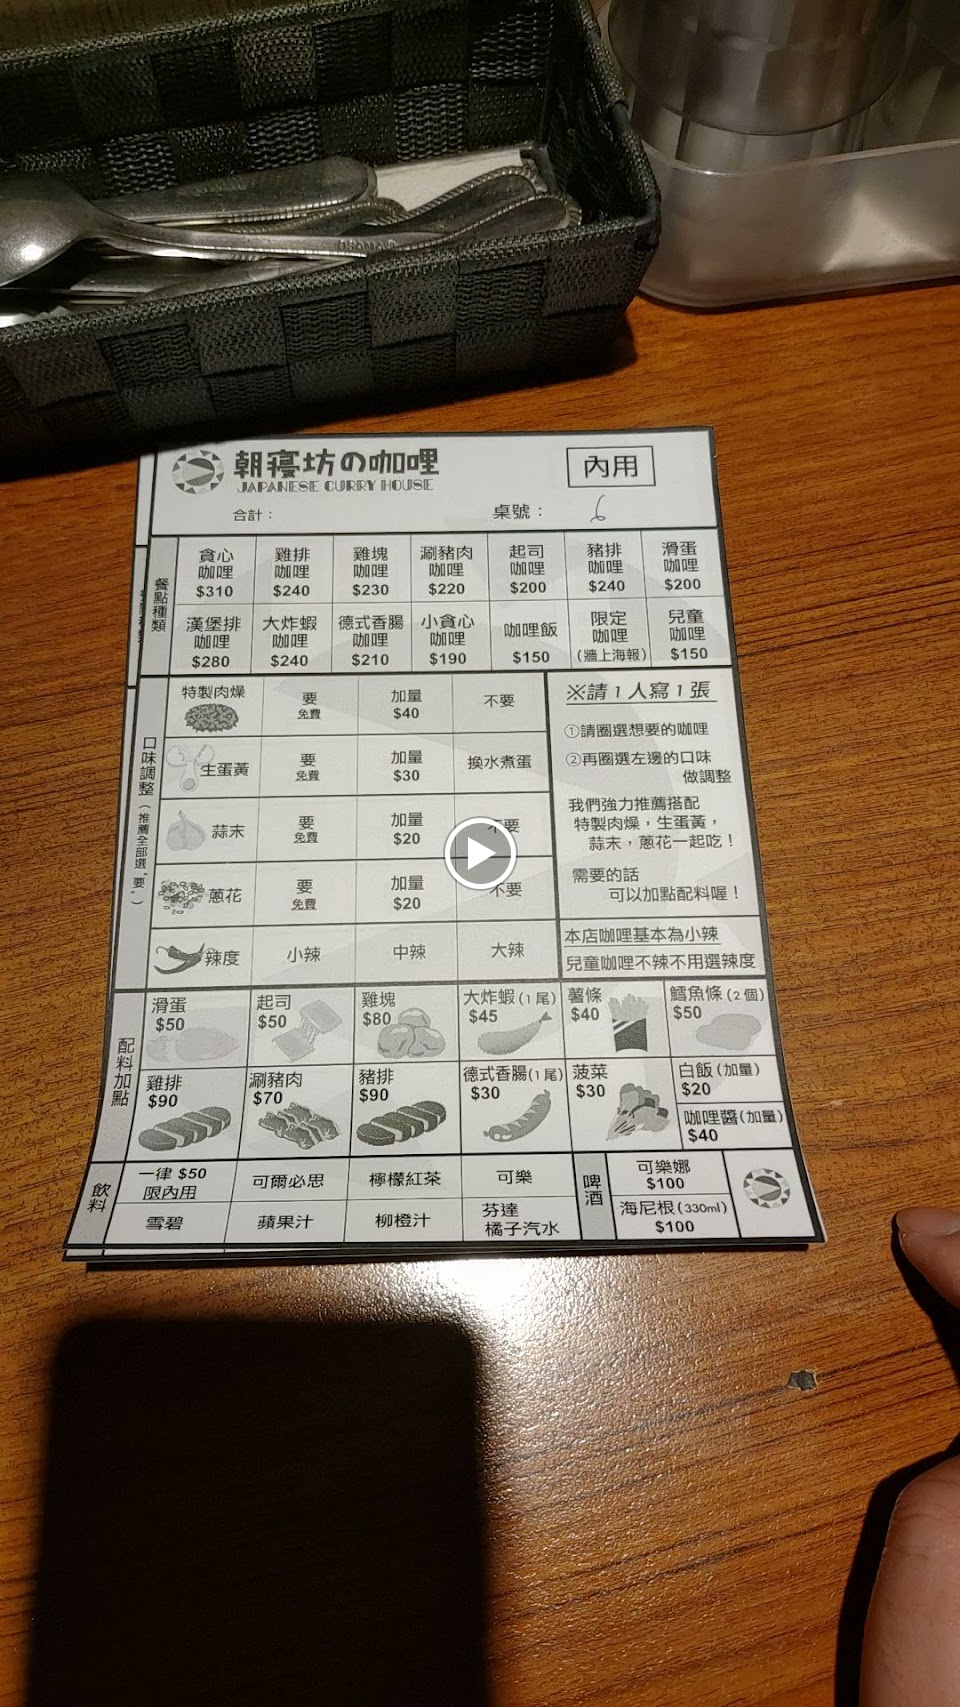 朝寝坊の咖哩
JAPANESE CURRY HOUSE
內用
合計：
桌號： 6
餐點種類
貪心咖哩 $310
雞排咖哩 $240
雞塊咖哩 $230
涮豬肉咖哩 $220
起司咖哩 $200
豬排咖哩 $240
滑蛋咖哩 $200
漢堡排咖哩 $280
大炸蝦咖哩 $240
德式香腸咖哩 $210
小貪心咖哩 $190
咖哩飯 $150
限定咖哩 (牆上海報)
兒童咖哩 $150
口味調整（推薦全部選"要"）
特製肉燥 要 免費 加量 $40 不要
生蛋黃 要 免費 加量 $30 換水煮蛋
蒜末 要 免費 加量 $20 不要
蔥花 要 免費 加量 $20 不要
辣度 小辣 中辣 大辣
※請1人寫1張
①請圈選想要的咖哩
②再圈選左邊的口味
做調整
我們強力推薦搭配
特製肉燥，生蛋黃，
蒜末，蔥花一起吃！
需要的話
可以加點配料喔！
本店咖哩基本為小辣
兒童咖哩不辣不用選辣度
配料加點
滑蛋 $50
起司 $50
雞塊 $80
大炸蝦(1尾) $45
薯條 $40
鱈魚條(2個) $50
雞排 $90
涮豬肉 $70
豬排 $90
德式香腸(1尾) $30
菠菜 $30
白飯(加量) $20
咖哩醬(加量) $40
飲料
一律 $50 限內用
可爾必思
檸檬紅茶
可樂
雪碧
蘋果汁
柳橙汁
芬達橘子汽水
啤酒
可樂娜 $100
海尼根(330ml) $100